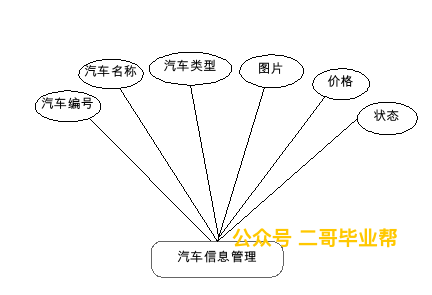 汽车编号
汽车名称
汽车类型
图片
价格
状态
公众号 二哥毕业帮
汽车信息管理